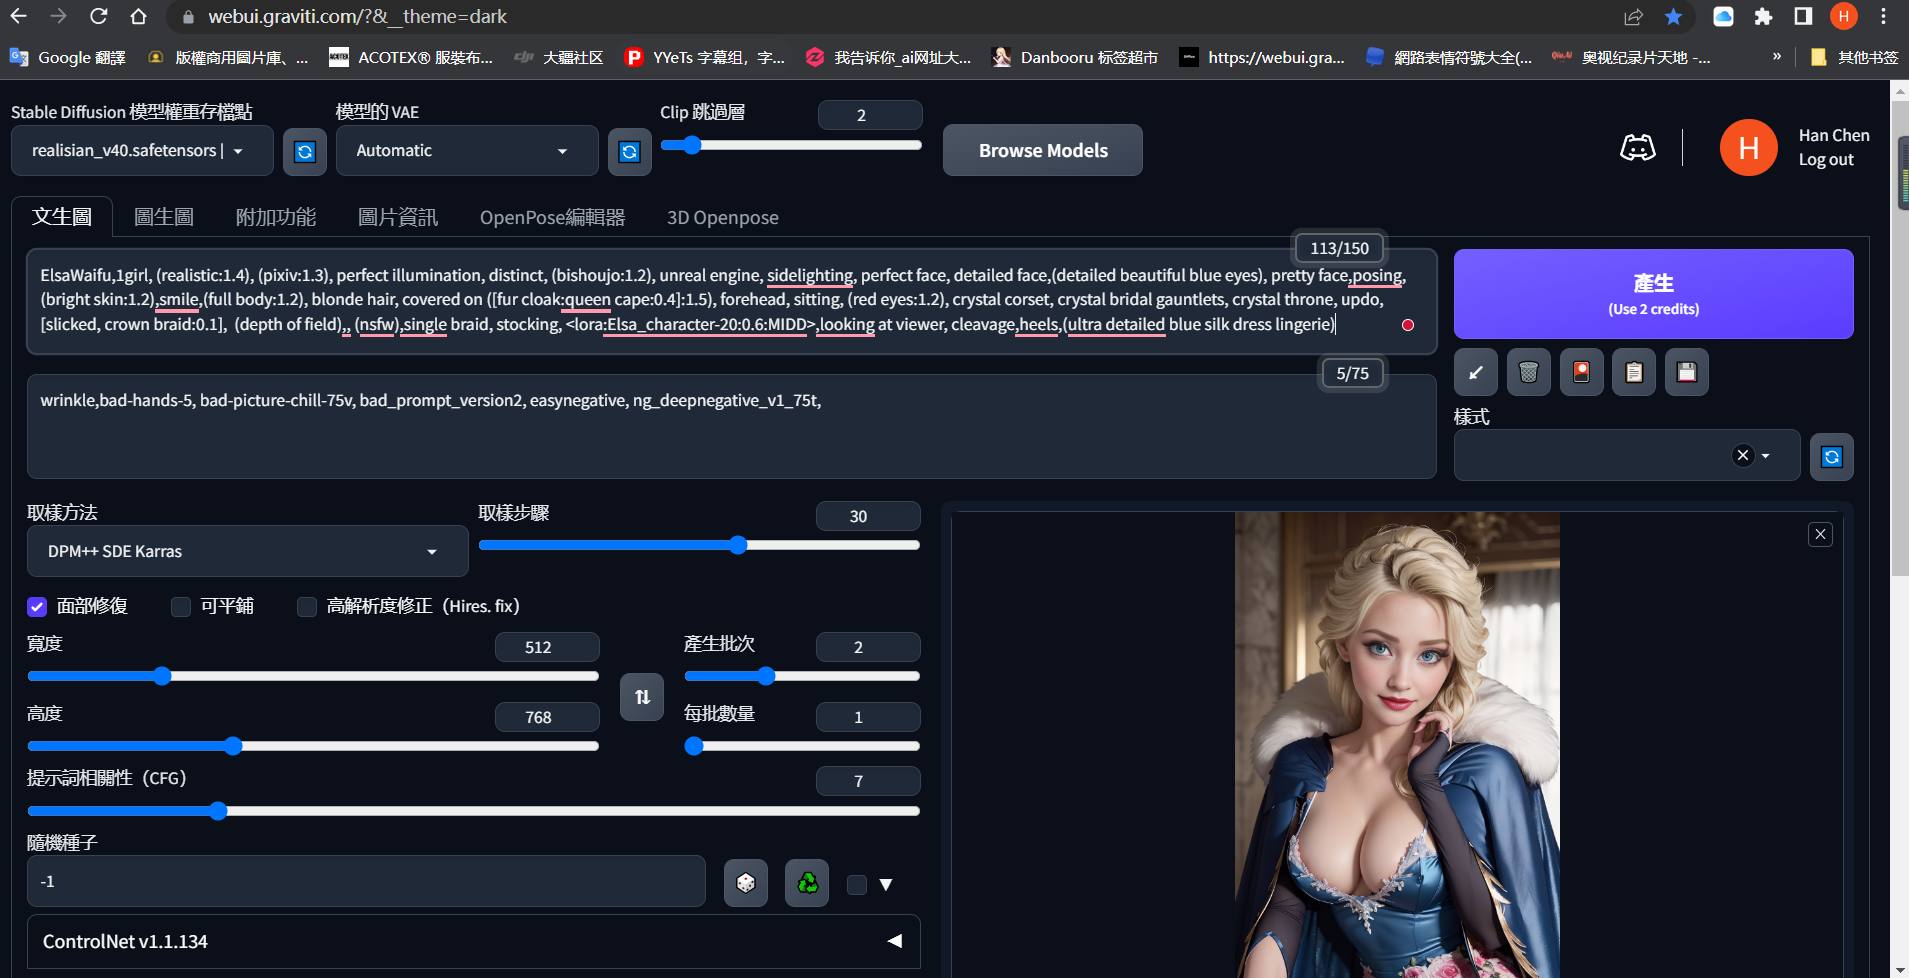 webui.graviti.com/?&__theme=dark
H
Google 翻譯
版權商用圖片庫、...
ACOTEX® 服裝布...
大疆社区
YYeTs 字幕组，字...
我告诉你_ai网址大...
Danbooru 标签超市
https://webui.gra...
網路表情符號大全(...
奥视纪录片天地 -...
»
其他书签
Stable Diffusion 模型權重存檔點
模型的 VAE
Clip 跳過層
2
realisian_v40.safetensors |
Automatic
Browse Models
H
Han Chen
Log out
文生圖
圖生圖
附加功能
圖片資訊
OpenPose編輯器
3D Openpose
113/150
ElsaWaifu,1girl, (realistic:1.4), (pixiv:1.3), perfect illumination, distinct, (bishoujo:1.2), unreal engine, sidelighting, perfect face, detailed face,(detailed beautiful blue eyes), pretty face,posing,
(bright skin:1.2),smile,(full body:1.2), blonde hair, covered on ([fur cloak:queen cape:0.4]:1.5), forehead, sitting, (red eyes:1.2), crystal corset, crystal bridal gauntlets, crystal throne, updo,
[slicked, crown braid:0.1],  (depth of field),, (nsfw),single braid, stocking, <lora:Elsa_character-20:0.6:MIDD>,looking at viewer, cleavage,heels,(ultra detailed blue silk dress lingerie)
產生
(Use 2 credits)
5/75
wrinkle,bad-hands-5, bad-picture-chill-75v, bad_prompt_version2, easynegative, ng_deepnegative_v1_75t,
樣式
取樣方法
取樣步驟
30
DPM++ SDE Karras
面部修復
可平鋪
高解析度修正（Hires. fix）
寬度
512
產生批次
2
高度
768
每批數量
1
提示詞相關性（CFG）
7
隨機種子
-1
ControlNet v1.1.134